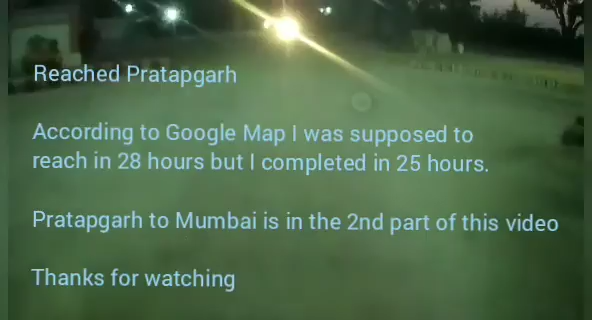 Reached Pratapgarh
According to Google Map I was supposed to
reach in 28 hours but I completed in 25 hours.
Pratapgarh to Mumbai is in the 2nd part of this video
Thanks for watching